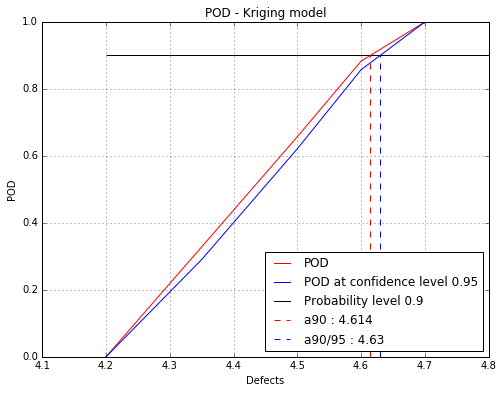 POD - Kriging model
1.0
0.8
0.6
0.4
0.2
0.0
POD
POD
POD at confidence level 0.95
Probability level 0.9
a90 : 4.614
a90/95 : 4.63
4.1 4.2 4.3 4.4 4.5 4.6 4.7 4.8
Defects